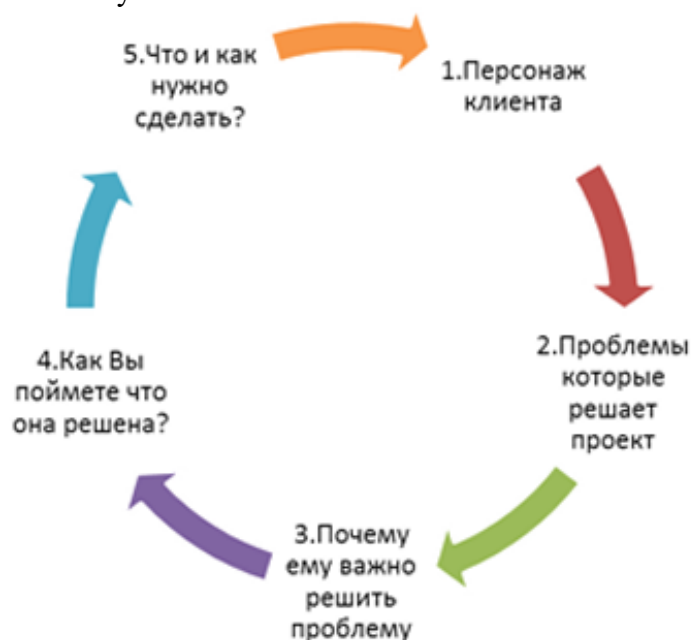 1.Персонаж
клиента
2.Проблемы
которые
решает
проект
3.Почему
ему важно
решить
проблему
4.Как Вы
поймете что
она решена?
5.Что и как
нужно
сделать?